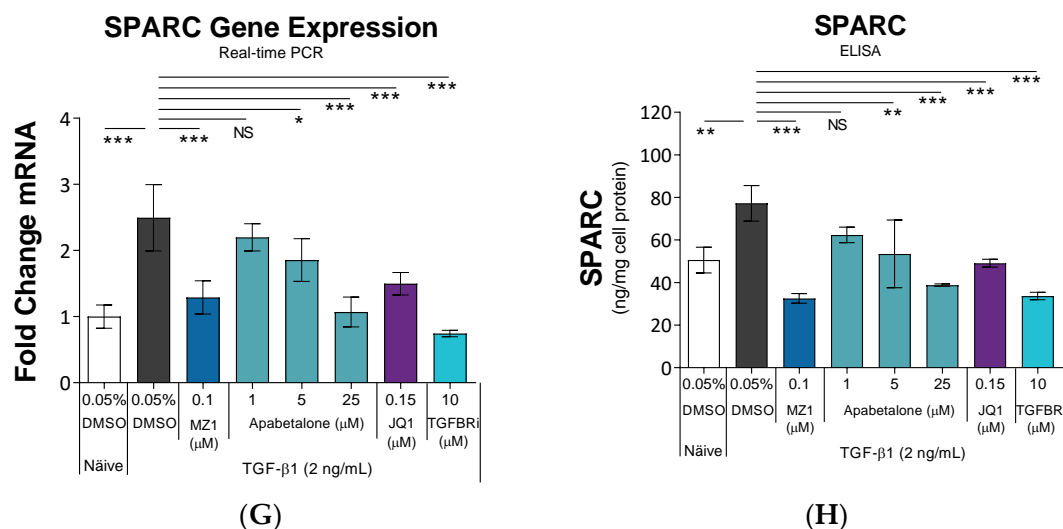 SPARC Gene Expression
Real-time PCR
***
***
***
*
NS
***
***
Fold Change mRNA
4
3
2
1
0
0.05%
DMSO
0.05%
DMSO
0.1
MZ1
(μM)
1
5
25
Apabetalone (μM)
0.15
JQ1
(μM)
10
TGFBRi
(μM)
Näive
TGF-β1 (2 ng/mL)
(G)
SPARC
ELISA
***
***
***
**
NS
***
**
SPARC
(ng/mg cell protein)
120
100
80
60
40
20
0
0.05%
DMSO
0.05%
DMSO
0.1
MZ1
(μM)
1
5
25
Apabetalone (μM)
0.15
JQ1
(μM)
10
TGFBR
(μM)
Näive
TGF-β1 (2 ng/mL)
(H)